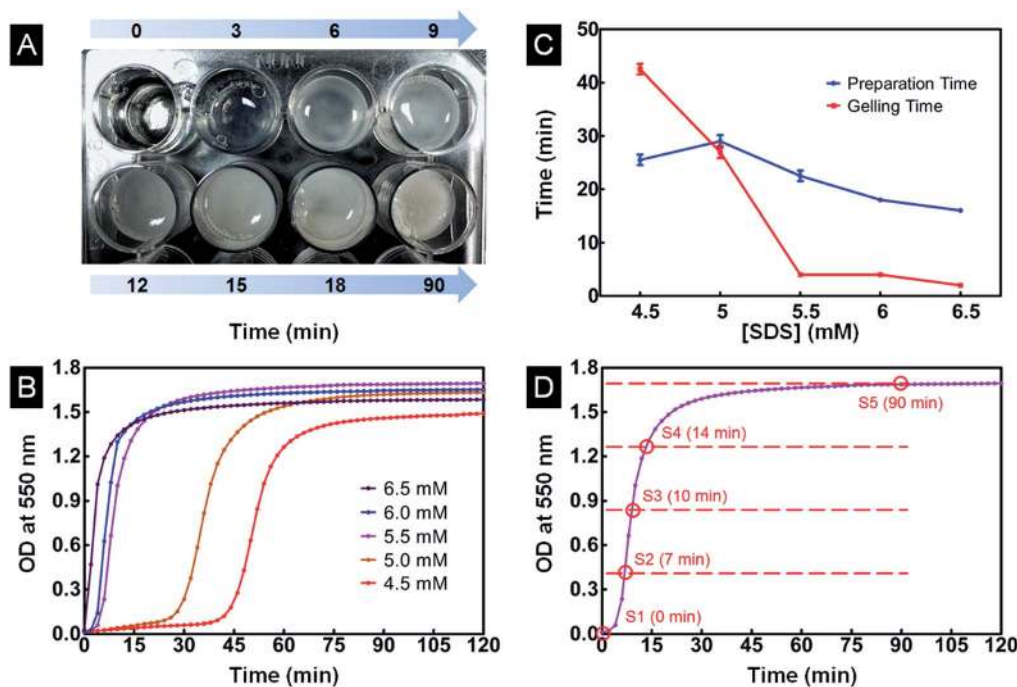 A
0 3 6 9
12 15 18 90
Time (min)
C
50
40
30
20
10
0
Time (min)
Preparation Time
Gelling Time
4.5 5 5.5 6 6.5
[SDS] (mM)
B
1.8
1.5
1.2
0.9
0.6
0.3
0.0
OD at 550 nm
6.5 mM
6.0 mM
5.5 mM
5.0 mM
4.5 mM
0 15 30 45 60 75 90 105 120
Time (min)
D
1.8
1.5
1.2
0.9
0.6
0.3
0.0
OD at 550 nm
S5 (90 min)
S4 (14 min)
S3 (10 min)
S2 (7 min)
S1 (0 min)
0 15 30 45 60 75 90 105 120
Time (min)